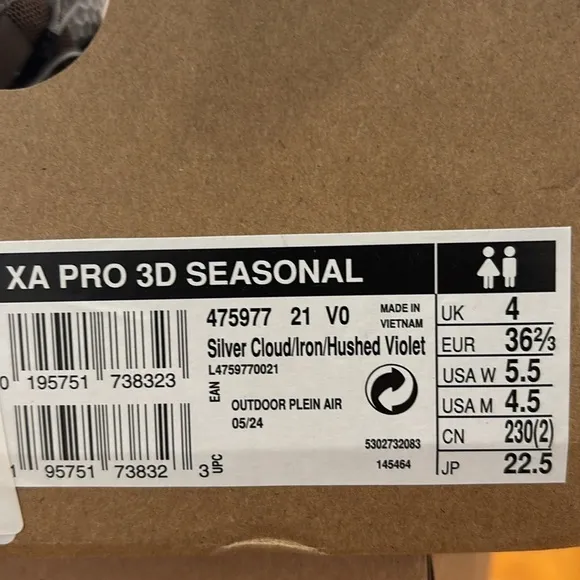 XA PRO 3D SEASONAL
475977 21 V0
MADE IN
VIETNAM
Silver Cloud/Iron/Hushed Violet
L4759770021
EAN
0 195751 738323
OUTDOOR PLEIN AIR
05/24
5302732083
145464
1 95751 73832 3
UPC
UK 4
EUR 36⅔
USA W 5.5
USA M 4.5
CN 230(2)
JP 22.5